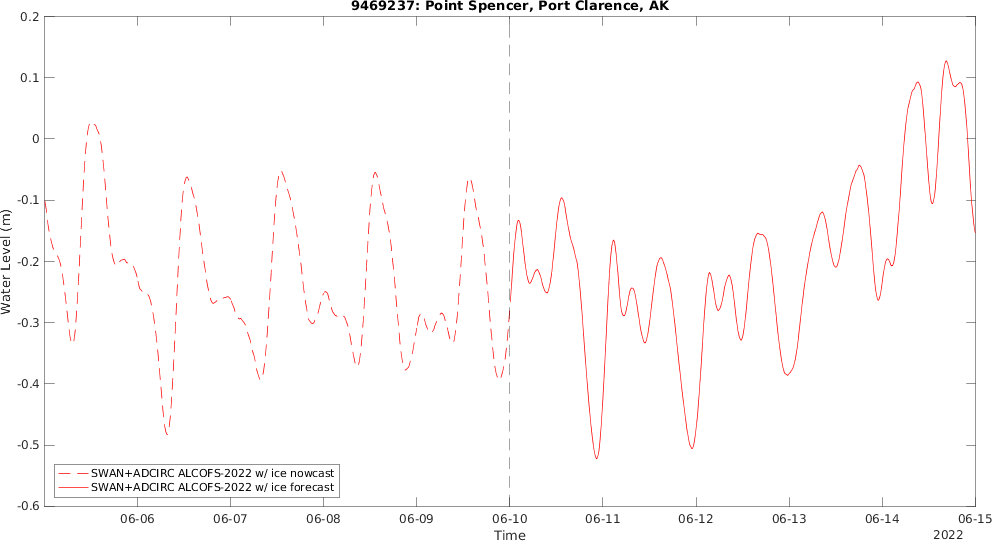 9469237: Point Spencer, Port Clarence, AK
0.2
0.1
0
-0.1
-0.2
-0.3
-0.4
-0.5
-0.6
Water Level (m)
SWAN+ADCIRC ALCOFS-2022 w/ ice nowcast
SWAN+ADCIRC ALCOFS-2022 w/ ice forecast
06-06 06-07 06-08 06-09 06-10 06-11 06-12 06-13 06-14 06-15
Time
2022